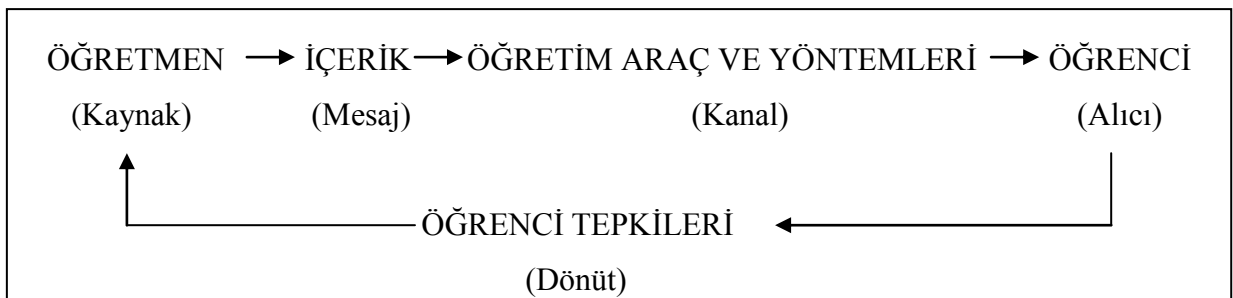 ÖĞRETMEN İÇERİK ÖĞRETİM ARAÇ VE YÖNTEMLERİ ÖĞRENCİ
(Kaynak) (Mesaj) (Kanal) (Alıcı)
ÖĞRENCİ TEPKİLERİ
(Dönüt)